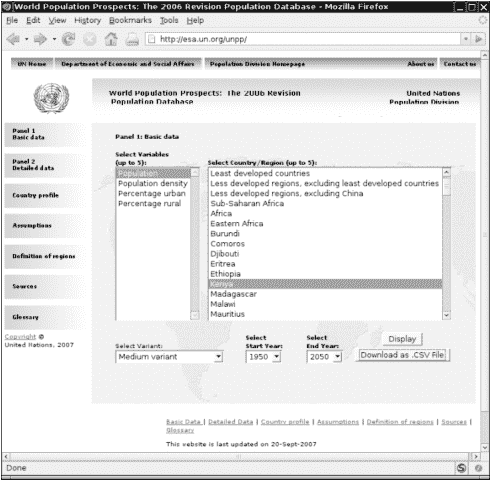 World Population Prospects: The 2006 Revision Population Database - Mozilla Firefox
File Edit View History Bookmarks Tools Help
http://esa.un.org/unpp/
UN Home Department of Economic and Social Affairs Population Division Homepage About us Contact us
World Population Prospects: The 2006 Revision
Population Database
United Nations
Population Division
Panel 1
Basic data
Panel 2
Detailed data
Country profile
Assumptions
Definition of regions
Sources
Glossary
Copyright ©
United Nations, 2007
Panel 1: Basic data
Select Variables
(up to 5):
Population
Population density
Percentage urban
Percentage rural
Select Country/Region (up to 5):
Least developed countries
Less developed regions, excluding least developed countries
Less developed regions, excluding China
Sub-Saharan Africa
Africa
Eastern Africa
Burundi
Comoros
Djibouti
Eritrea
Ethiopia
Kenya
Madagascar
Malawi
Mauritius
Select Variant:
Medium variant
Select
Start Year:
1950
Select
End Year:
2050
Display
Download as .CSV File
Basic Data | Detailed Data | Country profile | Assumptions | Definition of regions | Sources |
Glossary
This website is last updated on 20-Sept-2007
Done